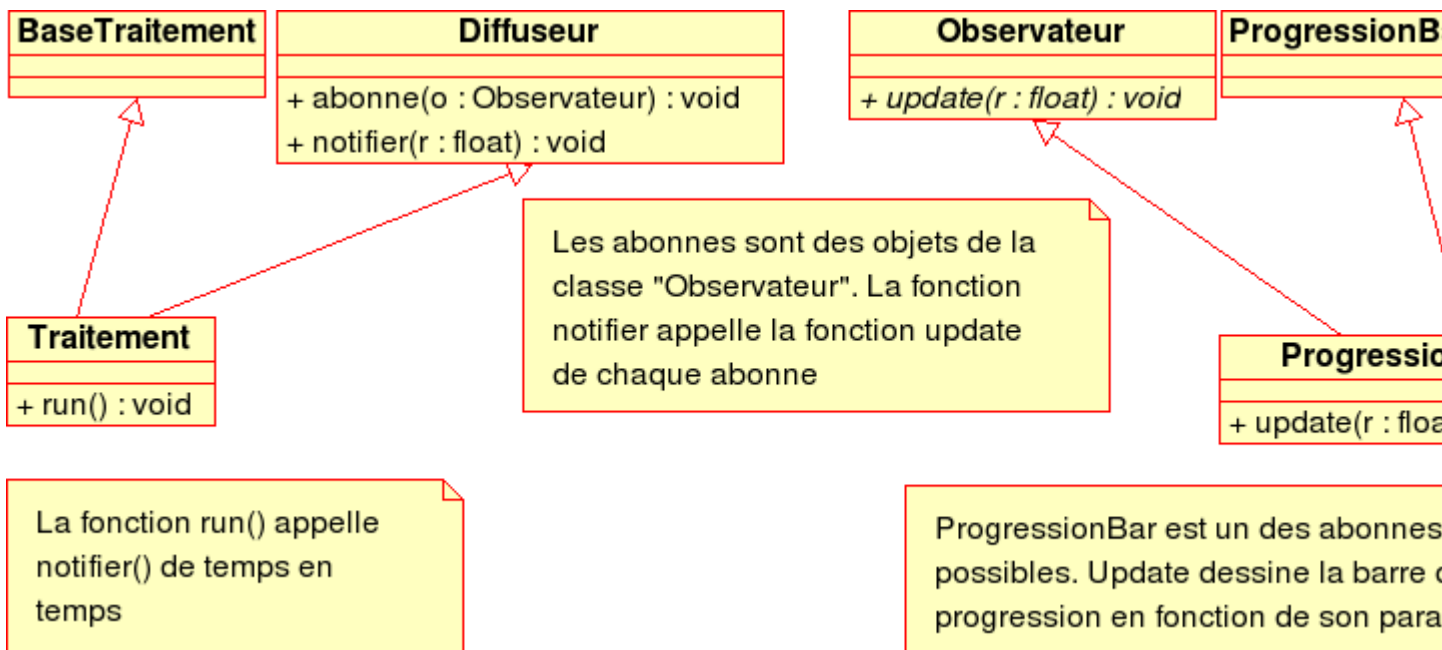 BaseTraitement
Diffuseur
+ abonne(o : Observateur) : void
+ notifier(r : float) : void
Observateur
+ update(r : float) : void
ProgressionB
Les abonnes sont des objets de la
classe "Observateur". La fonction
notifier appelle la fonction update
de chaque abonne
Traitement
+ run() : void
Progressio
+ update(r : floa
La fonction run() appelle
notifier() de temps en
temps
ProgressionBar est un des abonnes
possibles. Update dessine la barre
progression en fonction de son para